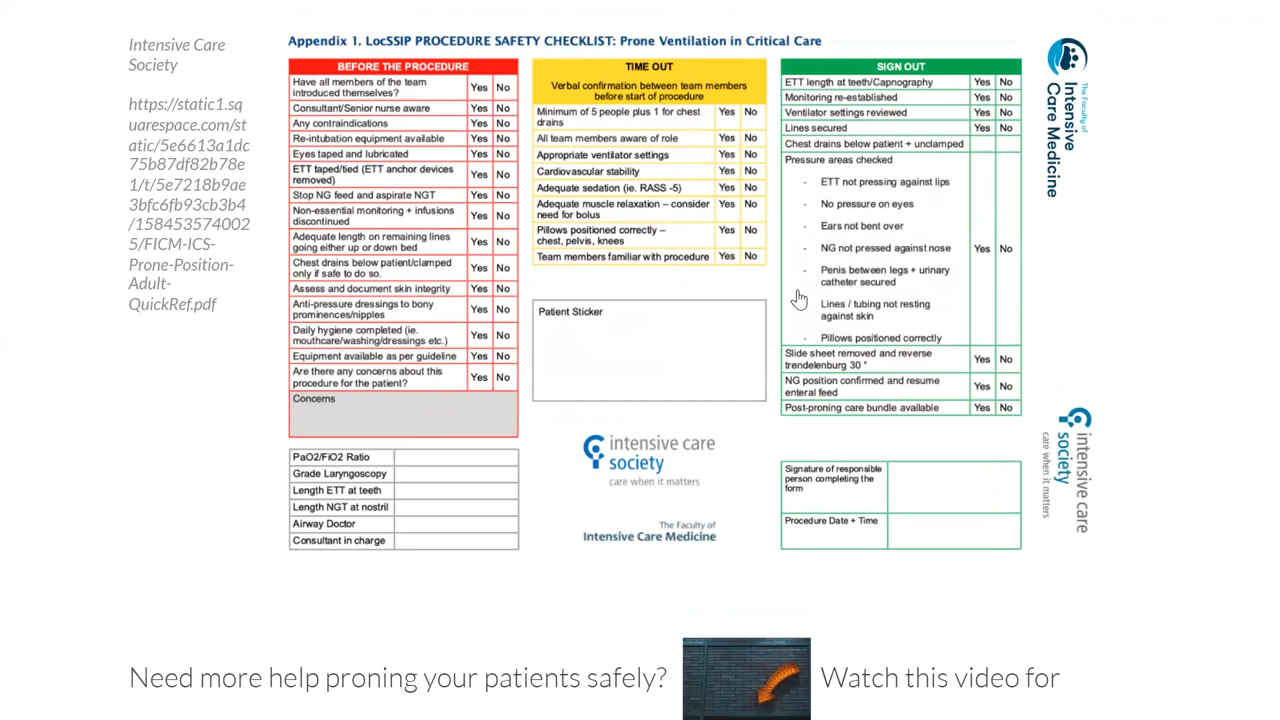 Intensive Care
Society
https://static1.sq
uarespace.com/st
atic/5e6613a1dc
75b87df82b78e
1/t/5e7218b9ae
3bfc6fb93cb3b4
/158453574002
5/FICM-ICS-
Prone-Position-
Adult-
QuickRef.pdf
Appendix 1. LocSSIP PROCEDURE SAFETY CHECKLIST: Prone Ventilation in Critical Care
BEFORE THE PROCEDURE
Have all members of the team
introduced themselves? Yes No
Consultant/Senior nurse aware Yes No
Any contraindications Yes No
Re-intubation equipment available Yes No
Eyes taped and lubricated Yes No
ETT taped/tied (ETT anchor devices
removed) Yes No
Stop NG feed and aspirate NGT Yes No
Non-essential monitoring + infusions
discontinued Yes No
Adequate length on remaining lines
going either up or down bed Yes No
Chest drains below patient/clamped
only if safe to do so. Yes No
Assess and document skin integrity Yes No
Anti-pressure dressings to bony
prominences/nipples Yes No
Daily hygiene completed (ie.
mouthcare/washing/dressings etc.) Yes No
Equipment available as per guideline Yes No
Are there any concerns about this
procedure for the patient? Yes No
Concerns
PaO2/FiO2 Ratio
Grade Laryngoscopy
Length ETT at teeth
Length NGT at nostril
Airway Doctor
Consultant in charge
TIME OUT
Verbal confirmation between team members
before start of procedure
Minimum of 5 people plus 1 for chest
drains Yes No
All team members aware of role Yes No
Appropriate ventilator settings Yes No
Cardiovascular stability Yes No
Adequate sedation (ie. RASS -5) Yes No
Adequate muscle relaxation – consider
need for bolus Yes No
Pillows positioned correctly –
chest, pelvis, knees Yes No
Team members familiar with procedure Yes No
Patient Sticker
intensive care
society
care when it matters
The Faculty of
Intensive Care Medicine
SIGN OUT
ETT length at teeth/Capnography Yes No
Monitoring re-established Yes No
Ventilator settings reviewed Yes No
Lines secured Yes No
Chest drains below patient + unclamped
Pressure areas checked
- ETT not pressing against lips
- No pressure on eyes
- Ears not bent over
- NG not pressed against nose Yes No
- Penis between legs + urinary
catheter secured
- Lines / tubing not resting
against skin
- Pillows positioned correctly
Slide sheet removed and reverse
trendelenburg 30 ° Yes No
NG position confirmed and resume
enteral feed Yes No
Post-proning care bundle available Yes No
Signature of responsible
person completing the
form
Procedure Date + Time
The Faculty of
Intensive
Care Medicine
intensive care
society
care when it matters
Need more help proning your patients safely? Watch this video for